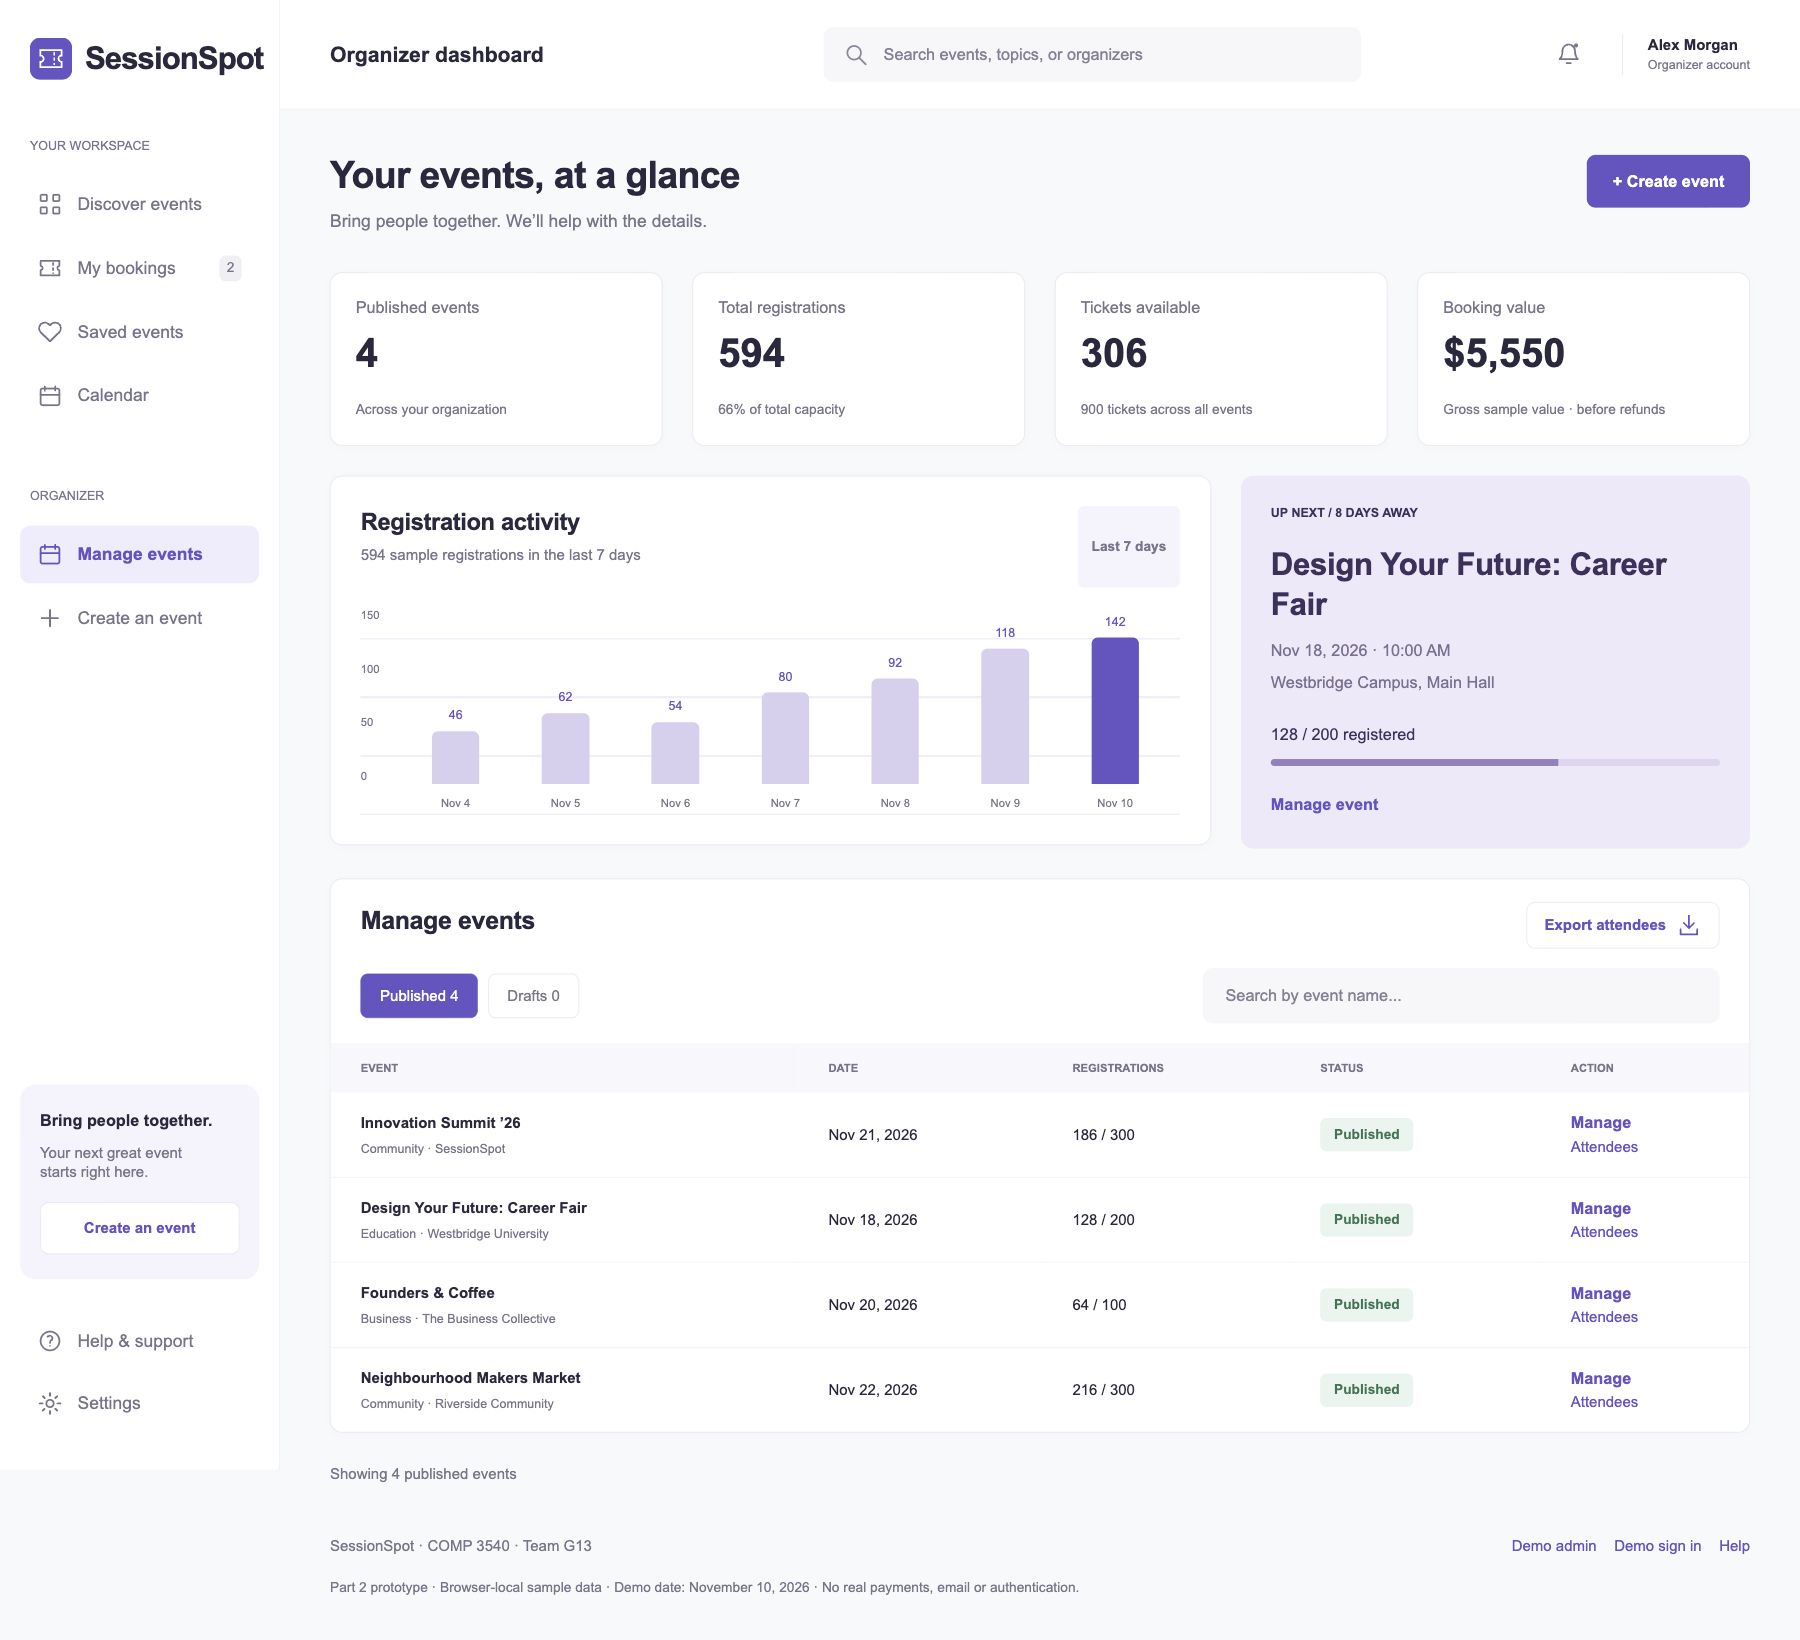 SessionSpot
YOUR WORKSPACE
Discover events
My bookings
2
Saved events
Calendar
ORGANIZER
Manage events
Create an event
Bring people together.
Your next great event
starts right here.
Create an event
Help & support
Settings
Organizer dashboard
Search events, topics, or organizers
Alex Morgan
Organizer account
Your events, at a glance
Bring people together. We’ll help with the details.
+ Create event
Published events
4
Across your organization
Total registrations
594
66% of total capacity
Tickets available
306
900 tickets across all events
Booking value
$5,550
Gross sample value · before refunds
Registration activity
594 sample registrations in the last 7 days
Last 7 days
150
100
50
0
46
62
54
80
92
118
142
Nov 4
Nov 5
Nov 6
Nov 7
Nov 8
Nov 9
Nov 10
UP NEXT / 8 DAYS AWAY
Design Your Future: Career
Fair
Nov 18, 2026 · 10:00 AM
Westbridge Campus, Main Hall
128 / 200 registered
Manage event
Manage events
Export attendees
Published 4
Drafts 0
Search by event name...
EVENT DATE REGISTRATIONS STATUS ACTION
Innovation Summit ’26
Community · SessionSpot
Nov 21, 2026
186 / 300
Published
Manage
Attendees
Design Your Future: Career Fair
Education · Westbridge University
Nov 18, 2026
128 / 200
Published
Manage
Attendees
Founders & Coffee
Business · The Business Collective
Nov 20, 2026
64 / 100
Published
Manage
Attendees
Neighbourhood Makers Market
Community · Riverside Community
Nov 22, 2026
216 / 300
Published
Manage
Attendees
Showing 4 published events
SessionSpot · COMP 3540 · Team G13
Demo admin Demo sign in Help
Part 2 prototype · Browser-local sample data · Demo date: November 10, 2026 · No real payments, email or authentication.